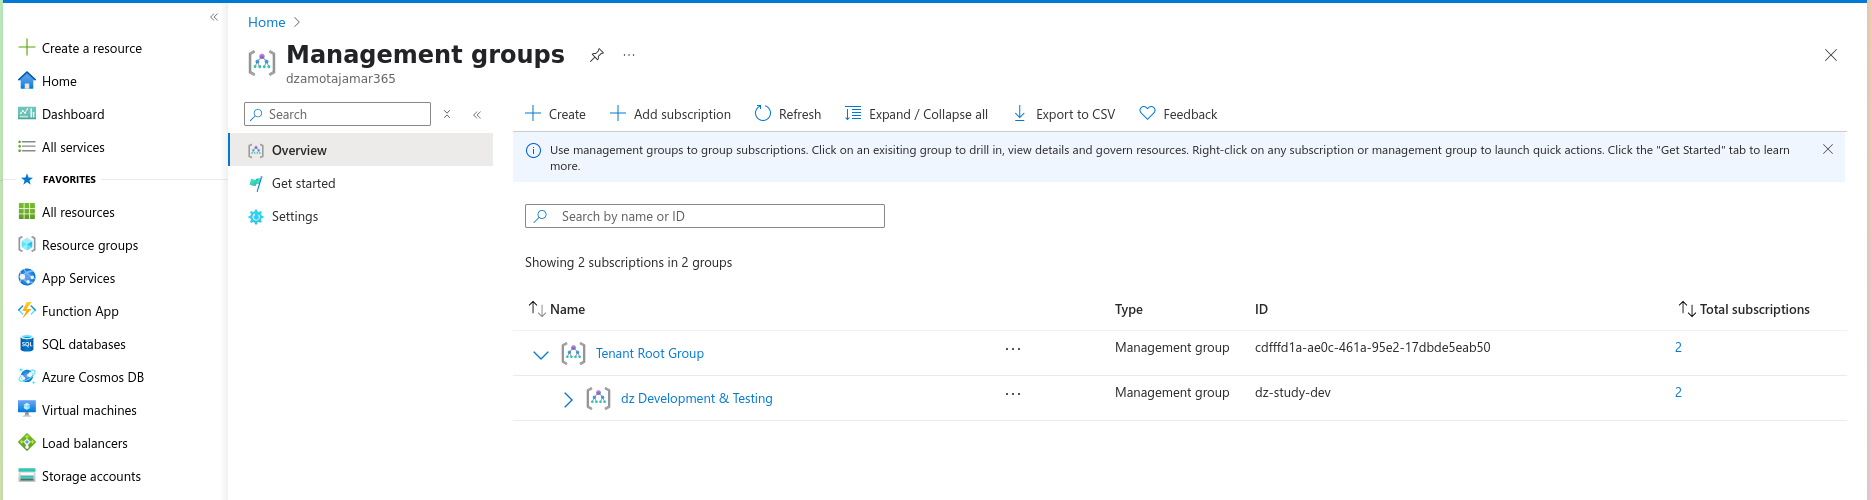 Create a resource
Home
Dashboard
All services
FAVORITES
All resources
Resource groups
App Services
Function App
SQL databases
Azure Cosmos DB
Virtual machines
Load balancers
Storage accounts
Home
Management groups
dzamotajamar365
Search
Overview
Get started
Settings
Create Add subscription Refresh Expand / Collapse all Export to CSV Feedback
Use management groups to group subscriptions. Click on an exisiting group to drill in, view details and govern resources. Right-click on any subscription or management group to launch quick actions. Click the "Get Started" tab to learn
more.
Search by name or ID
Showing 2 subscriptions in 2 groups
Name Type ID Total subscriptions
Tenant Root Group Management group cdfffd1a-ae0c-461a-95e2-17dbde5eab50 2
dz Development & Testing Management group dz-study-dev 2